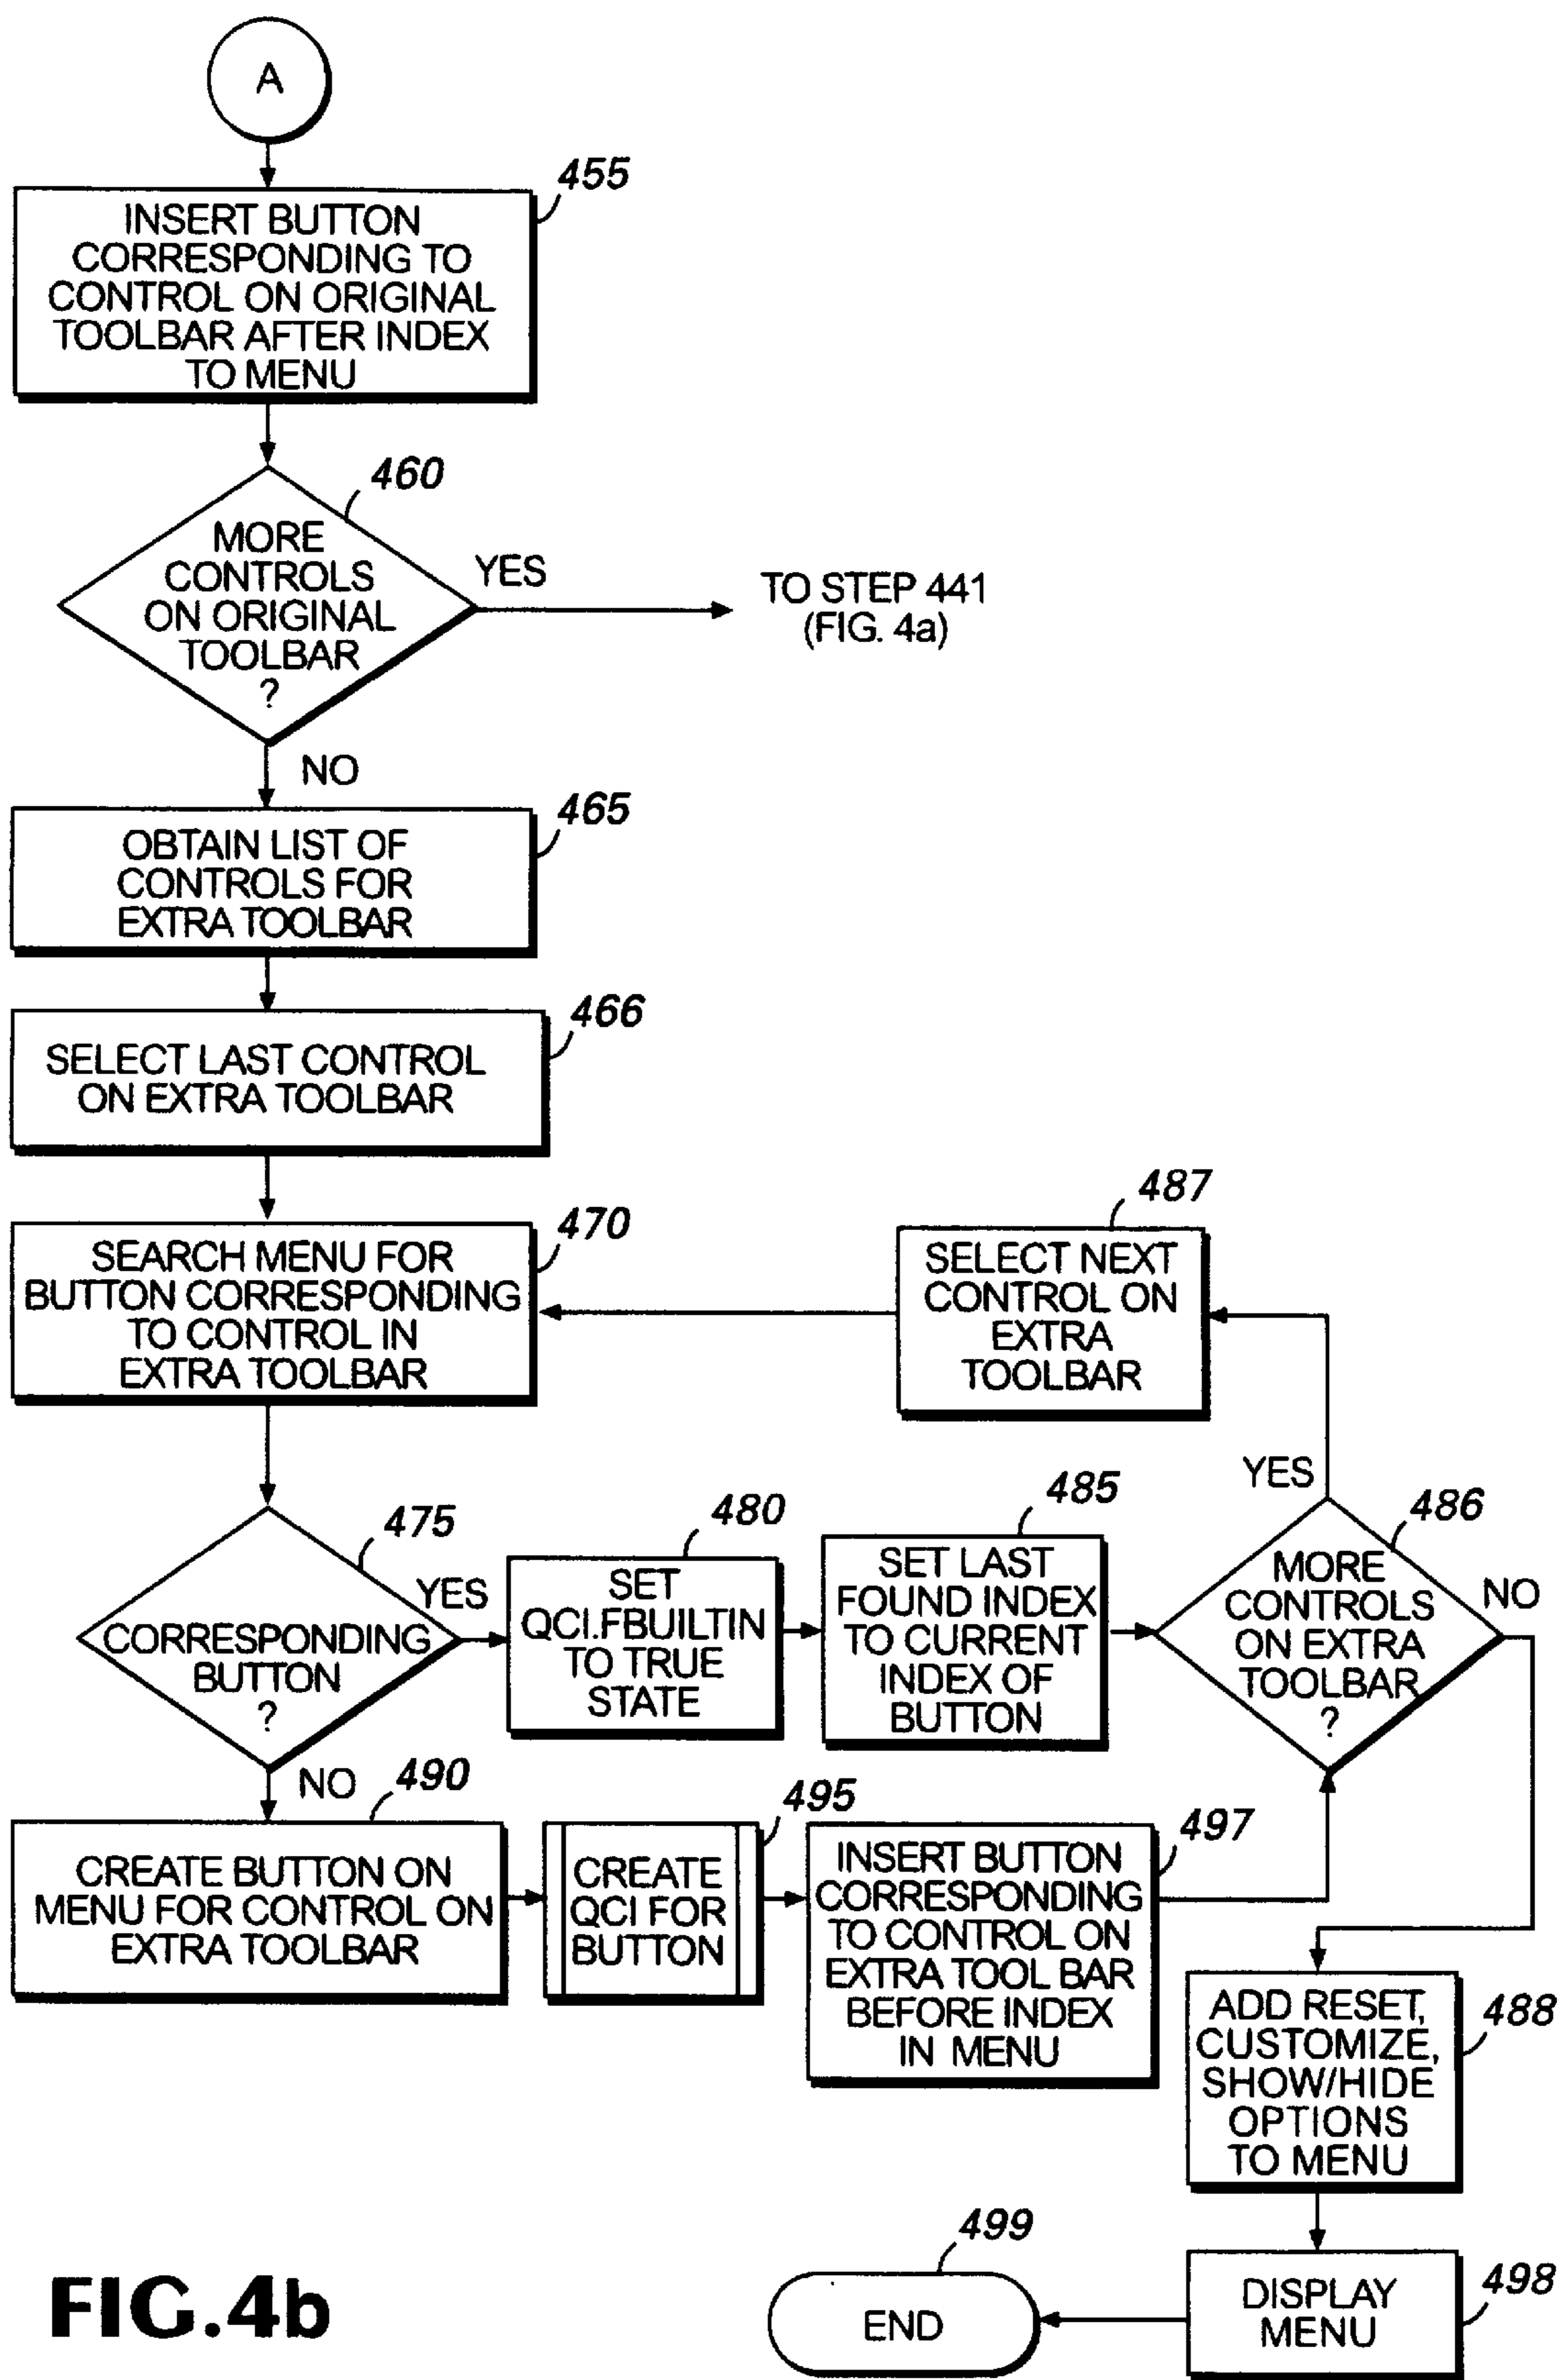 A
455
INSERT BUTTON
CORRESPONDING TO
CONTROL ON ORIGINAL
TOOLBAR AFTER INDEX
TO MENU
460
MORE
CONTROLS
ON ORIGINAL
TOOLBAR
?
YES
TO STEP 441
(FIG. 4a)
NO
465
OBTAIN LIST OF
CONTROLS FOR
EXTRA TOOLBAR
466
SELECT LAST CONTROL
ON EXTRA TOOLBAR
470
SEARCH MENU FOR
BUTTON CORRESPONDING
TO CONTROL IN
EXTRA TOOLBAR
487
SELECT NEXT
CONTROL ON
EXTRA
TOOLBAR
475
CORRESPONDING
BUTTON
?
YES
480
SET
QCI.FBUILTIN
TO TRUE
STATE
485
SET LAST
FOUND INDEX
TO CURRENT
INDEX OF
BUTTON
YES
486
MORE
CONTROLS
ON EXTRA
TOOLBAR
?
NO
NO
490
CREATE BUTTON ON
MENU FOR CONTROL ON
EXTRA TOOLBAR
495
CREATE
QCI FOR
BUTTON
497
INSERT BUTTON
CORRESPONDING
TO CONTROL ON
EXTRA TOOL BAR
BEFORE INDEX
IN MENU
488
ADD RESET,
CUSTOMIZE,
SHOW/HIDE
OPTIONS
TO MENU
498
DISPLAY
MENU
499
END
FIG.4b